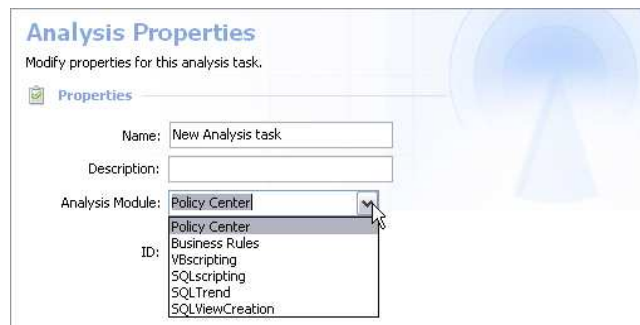 Analysis Properties
Modify properties for this analysis task.
Properties
Name: New Analysis task
Description:
Analysis Module: Policy Center
Policy Center
Business Rules
ID:
VBscripting
SQLscripting
SQLTrend
SQLViewCreation